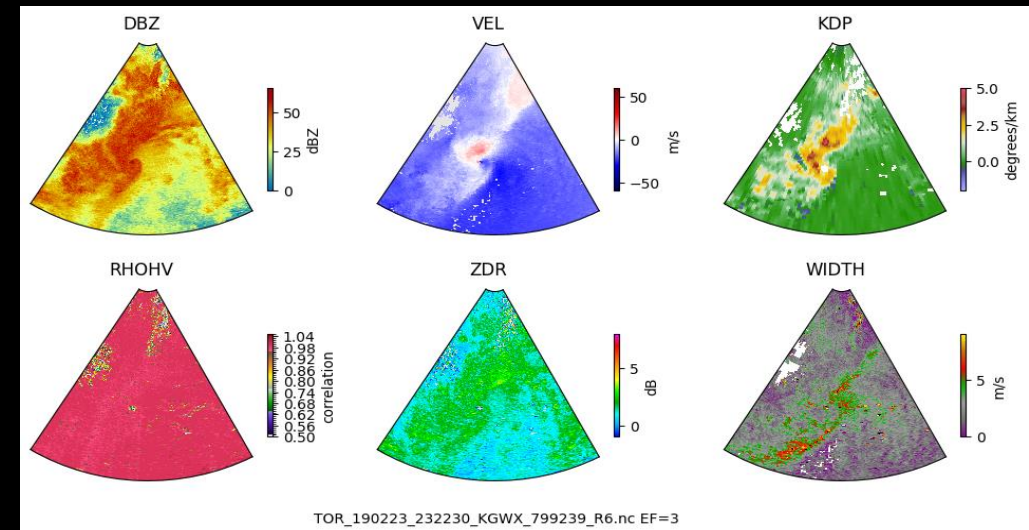 DBZ
VEL
KDP
50
25
0
dBZ
50
0
−50
m/s
5.0
2.5
0.0
degrees/km
RHOHV
ZDR
WIDTH
1.04
0.98
0.92
0.86
0.80
0.74
0.68
0.62
0.56
0.50
correlation
5
0
dB
5
0
m/s
TOR_190223_232230_KGWX_799239_R6.nc EF=3